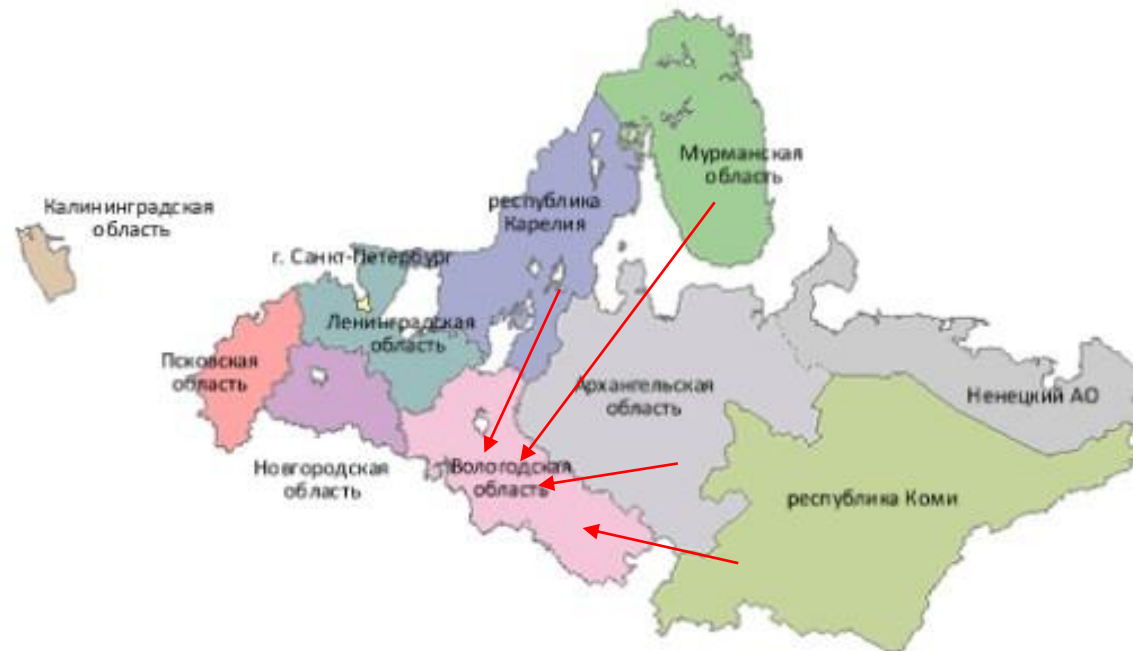 Мурманская
область
республика
Карелия
Калининградская
область
г. Санкт-Петербург
Ленинградская
область
Псковская
область
Архангельская
область
Ненецкий АО
Новгородская
область
Вологодская
область
республика Коми